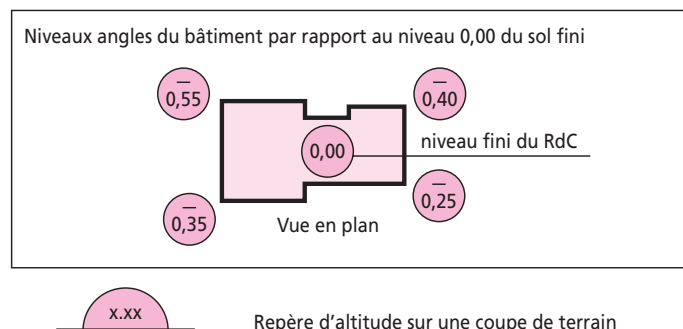 Niveaux angles du bâtiment par rapport au niveau 0,00 du sol fini
–
0,55
–
0,40
0,00
niveau fini du RdC
–
0,35
–
0,25
Vue en plan
x.xx
Repère d'altitude sur une coupe de terrain